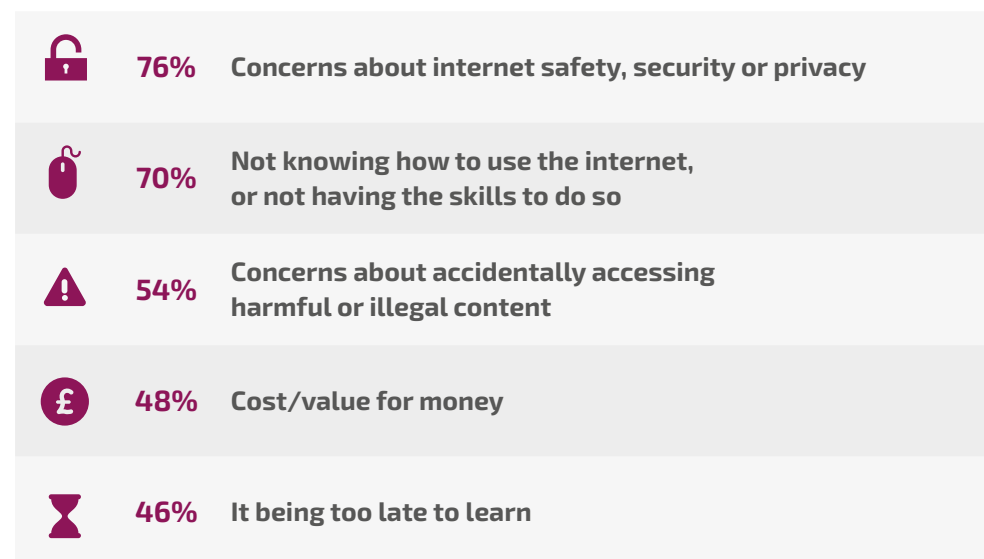 76% Concerns about internet safety, security or privacy
70% Not knowing how to use the internet,
or not having the skills to do so
54% Concerns about accidentally accessing
harmful or illegal content
£ 48% Cost/value for money
46% It being too late to learn